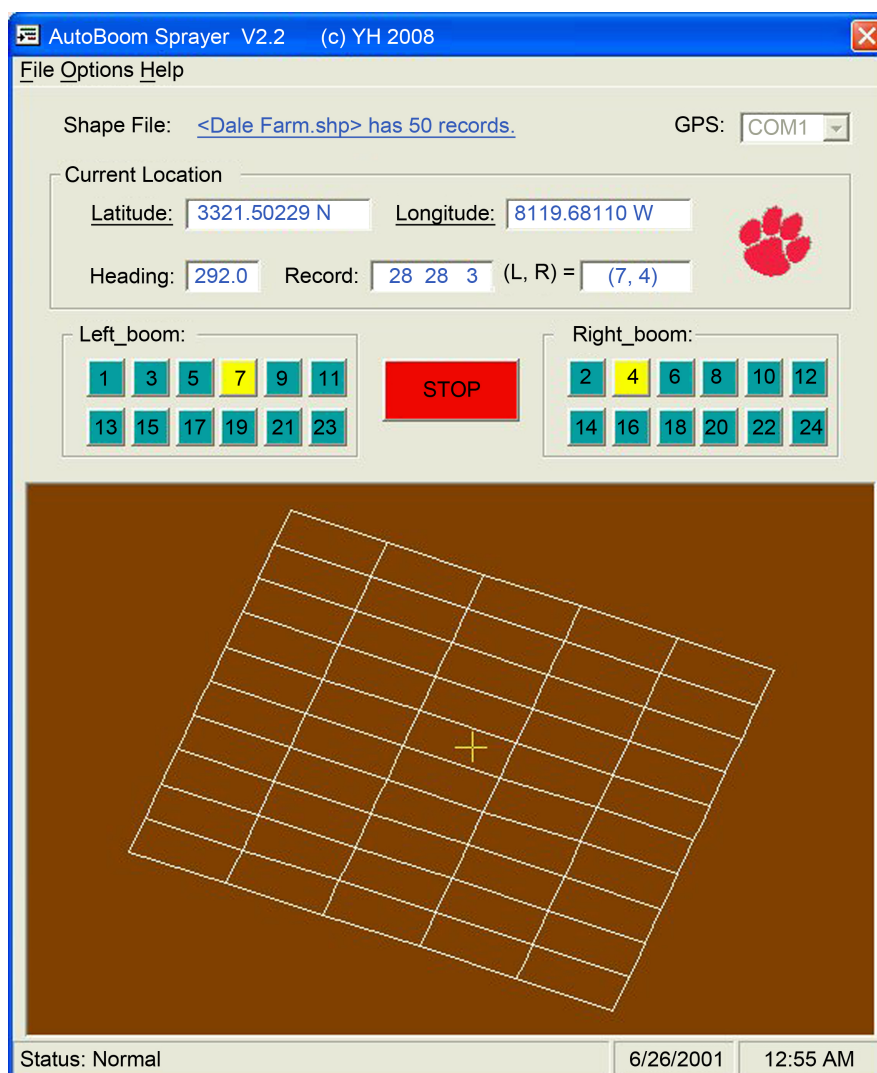 AutoBoom Sprayer V2.2 (c) YH 2008
File Options Help
Shape File: <Dale Farm.shp> has 50 records. GPS: COM1
Current Location
Latitude: 3321.50229 N Longitude: 8119.68110 W
Heading: 292.0 Record: 28 28 3 (L, R) = (7, 4)
Left_boom: Right_boom:
1 3 5 7 9 11 STOP 2 4 6 8 10 12
13 15 17 19 21 23 14 16 18 20 22 24
Status: Normal 6/26/2001 12:55 AM